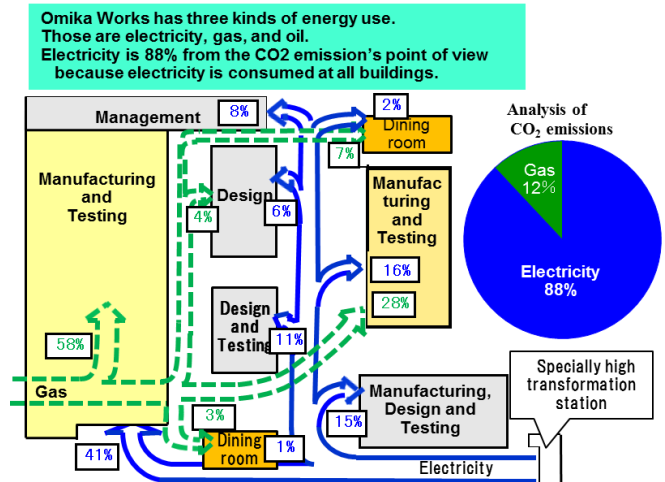 Omika Works has three kinds of energy use.
Those are electricity, gas, and oil.
Electricity is 88% from the CO2 emission's point of view
because electricity is consumed at all buildings.
Management
8%
2%
Dining
room
7%
Analysis of
CO₂ emissions
Manufacturing
and
Testing
Design
4%
6%
Manufac
turing
and
Testing
16%
28%
Gas
12%
Electricity
88%
Design
and
Testing
11%
58%
Gas
3%
Dining
room
1%
41%
15%
Manufacturing,
Design and
Testing
Specially high
transformation
station
Electricity